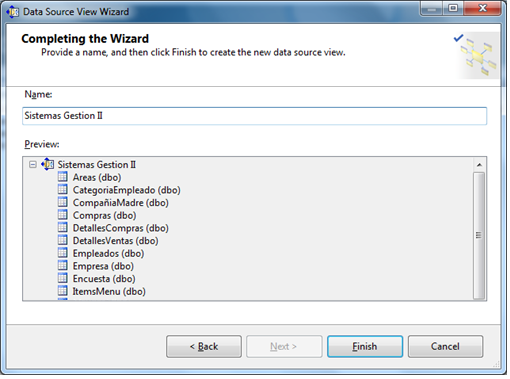 Data Source View Wizard
Completing the Wizard
Provide a name, and then click Finish to create the new data source view.
Name:
Sistemas Gestion II
Preview:
Sistemas Gestion II
Areas (dbo)
CategoriaEmpleado (dbo)
CompañiaMadre (dbo)
Compras (dbo)
DetallesCompras (dbo)
DetallesVentas (dbo)
Empleados (dbo)
Empresa (dbo)
Encuesta (dbo)
ItemsMenu (dbo)
< Back
Next >
Finish
Cancel